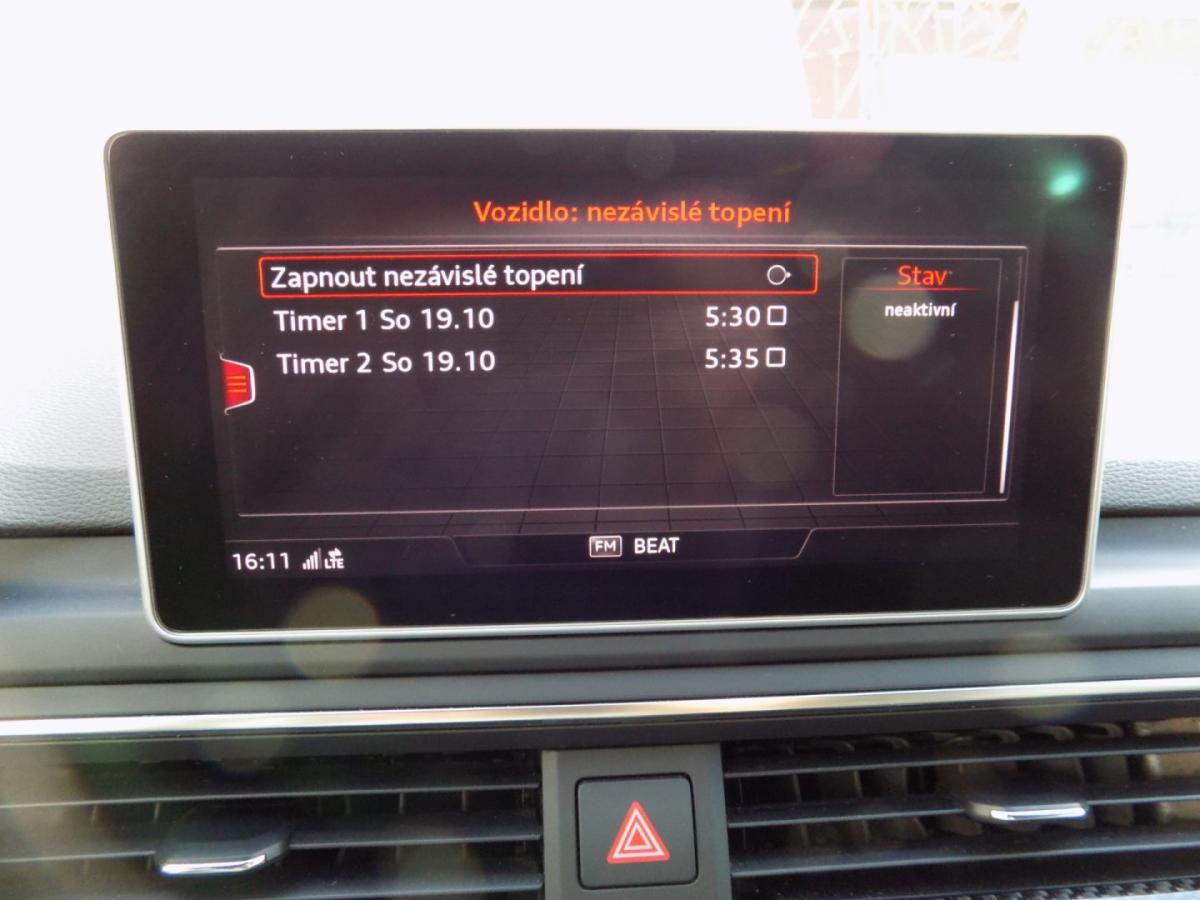 Vozidlo: nezávislé topení
Zapnout nezávislé topení
Timer 1 So 19.10 5:30
Timer 2 So 19.10 5:35
Stav
neaktivní
16:11 LTE
FM BEAT